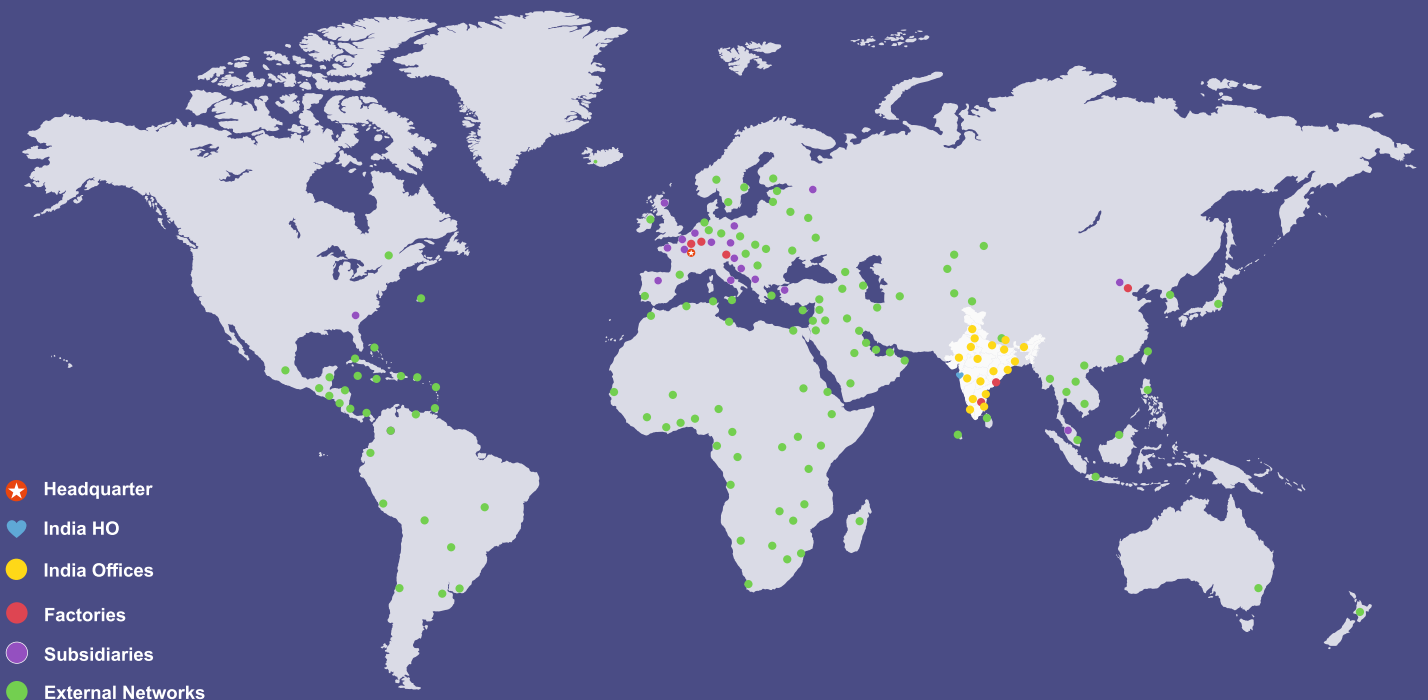 Headquarter
India HO
India Offices
Factories
Subsidiaries
External Networks